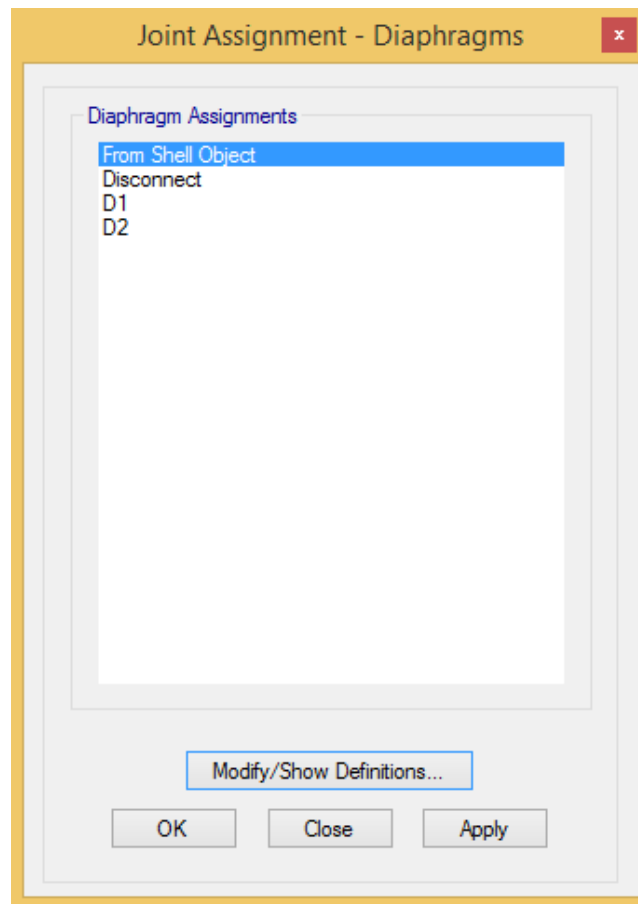 Joint Assignment - Diaphragms
x
Diaphragm Assignments
From Shell Object
Disconnect
D1
D2
Modify/Show Definitions...
OK Close Apply